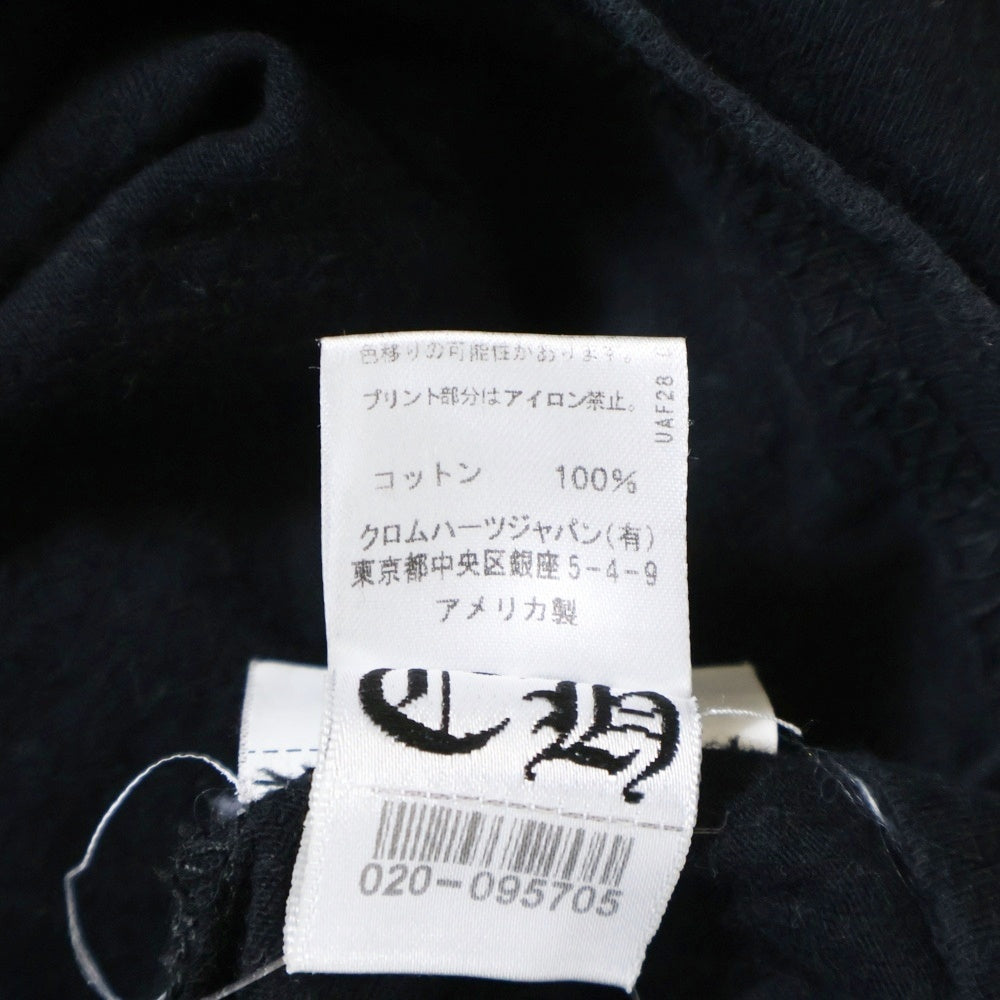 色移りの可能性があります。
プリント部分はアイロン禁止。
UAF28
コットン 100%
クロムハーツジャパン(有)
東京都中央区銀座5-4-9
アメリカ製
CH
020-095705